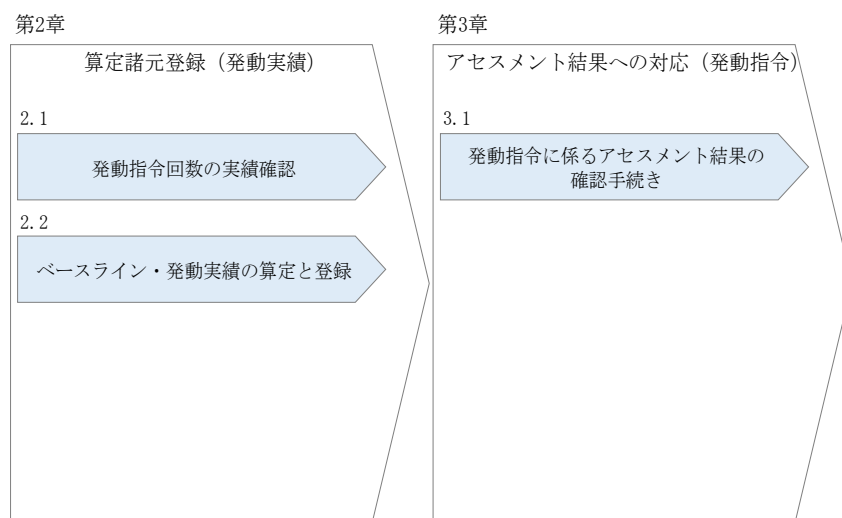 第2章
算定諸元登録（発動実績）
2.1
発動指令回数の実績確認
2.2
ベースライン・発動実績の算定と登録
第3章
アセスメント結果への対応（発動指令）
3.1
発動指令に係るアセスメント結果の
確認手続き